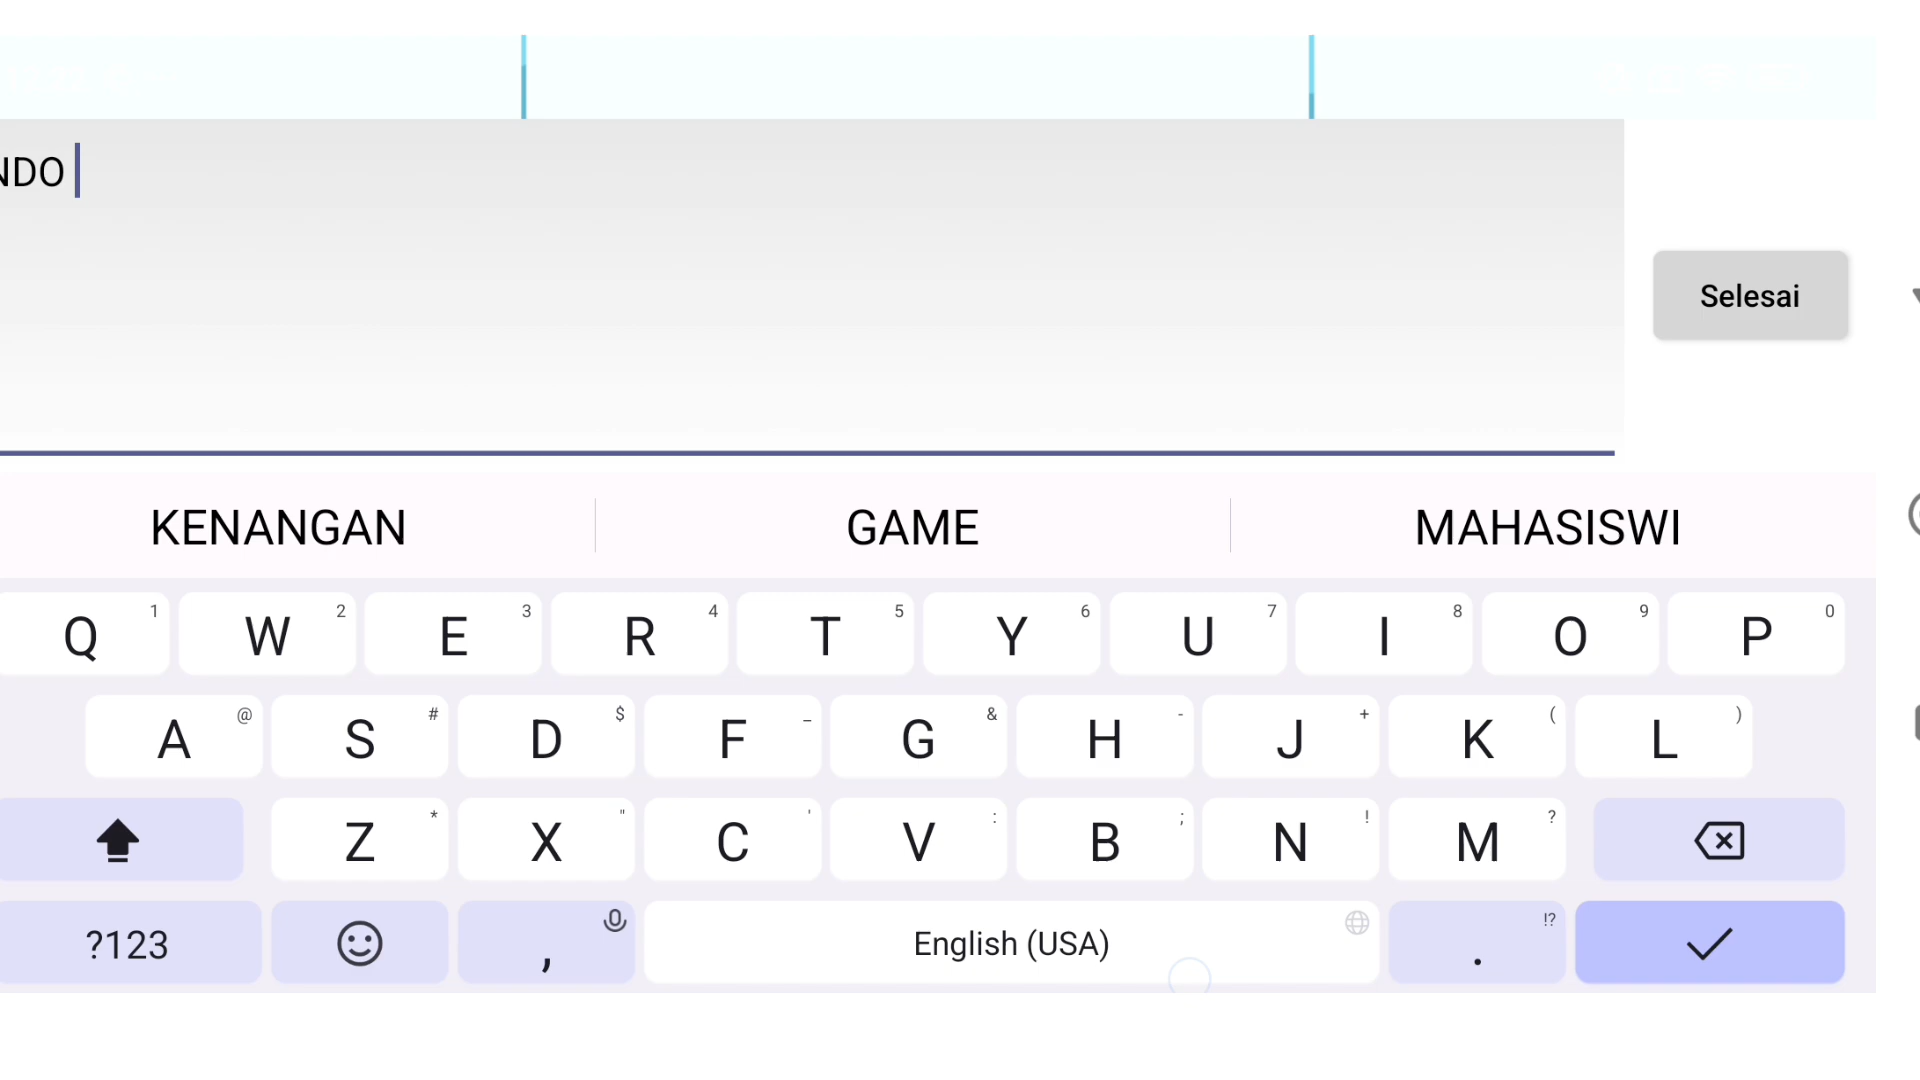 NDO
Selesai
KENANGAN GAME MAHASISWI
Q 1 W 2 E 3 R 4 T 5 Y 6 U 7 I 8 O 9 P 0
A @ S # D $ F _ G & H - J + K ( L )
Z * X " C ' V : B ; N ! M ?
?123 , English (USA) . !?